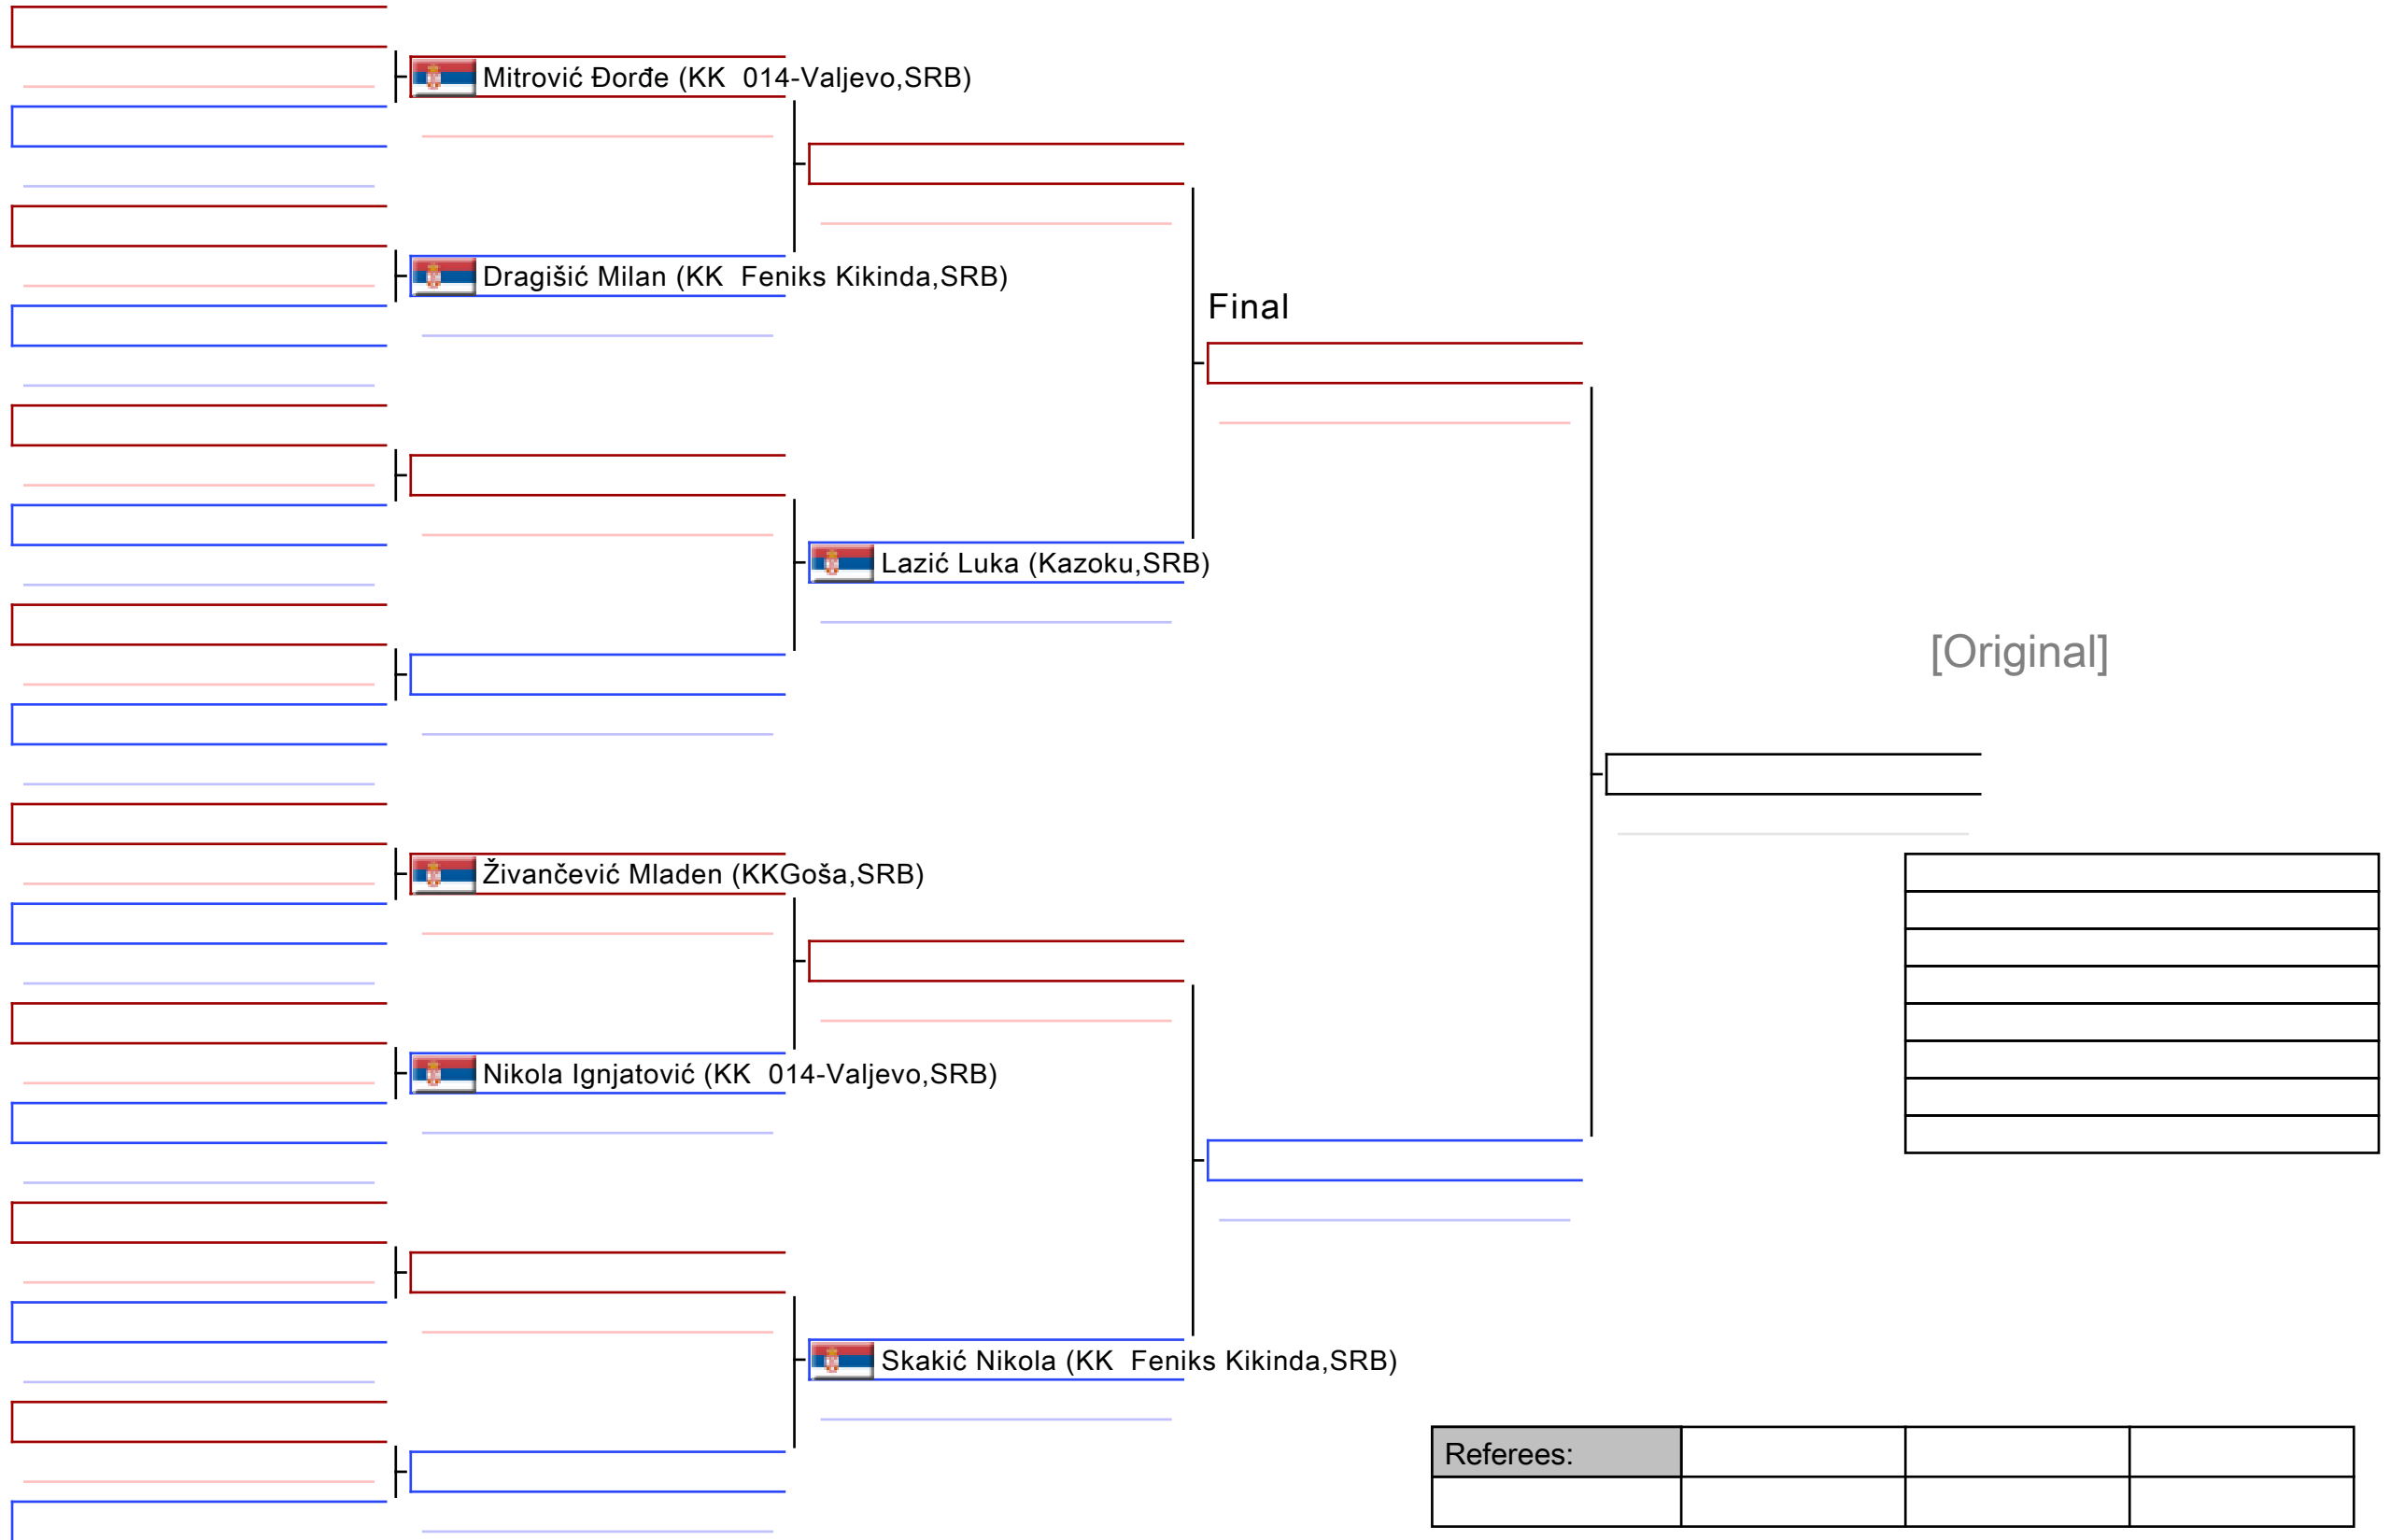 Mitrović Đorđe (KK  014-Valjevo,SRB)
Dragišić Milan (KK  Feniks Kikinda,SRB)
Final
Lazić Luka (Kazoku,SRB)
[Original]
Živančević Mladen (KKGoša,SRB)
Nikola Ignjatović (KK  014-Valjevo,SRB)
Skakić Nikola (KK  Feniks Kikinda,SRB)
Referees: